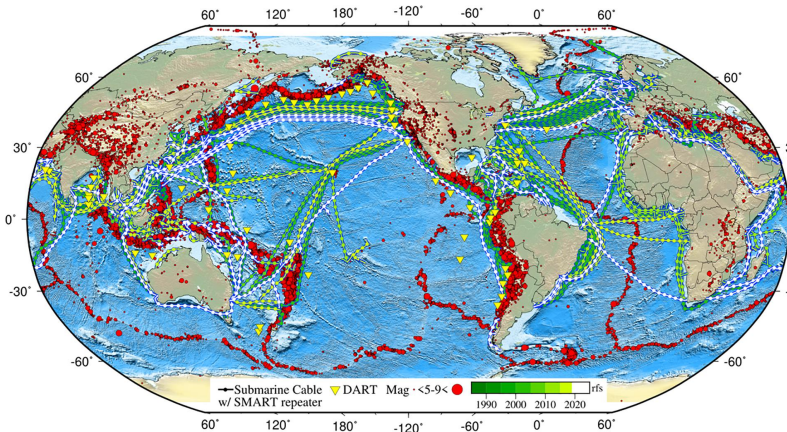 60˚ 120˚ 180˚ -120˚ -60˚ 0˚ 60˚
60˚ 60˚
30˚ 30˚
0˚ 0˚
-30˚ -30˚
-60˚ -60˚
Submarine Cable DART Mag <5-9< rfs
w/ SMART repeater 1990 2000 2010 2020
60˚ 120˚ 180˚ -120˚ -60˚ 0˚ 60˚